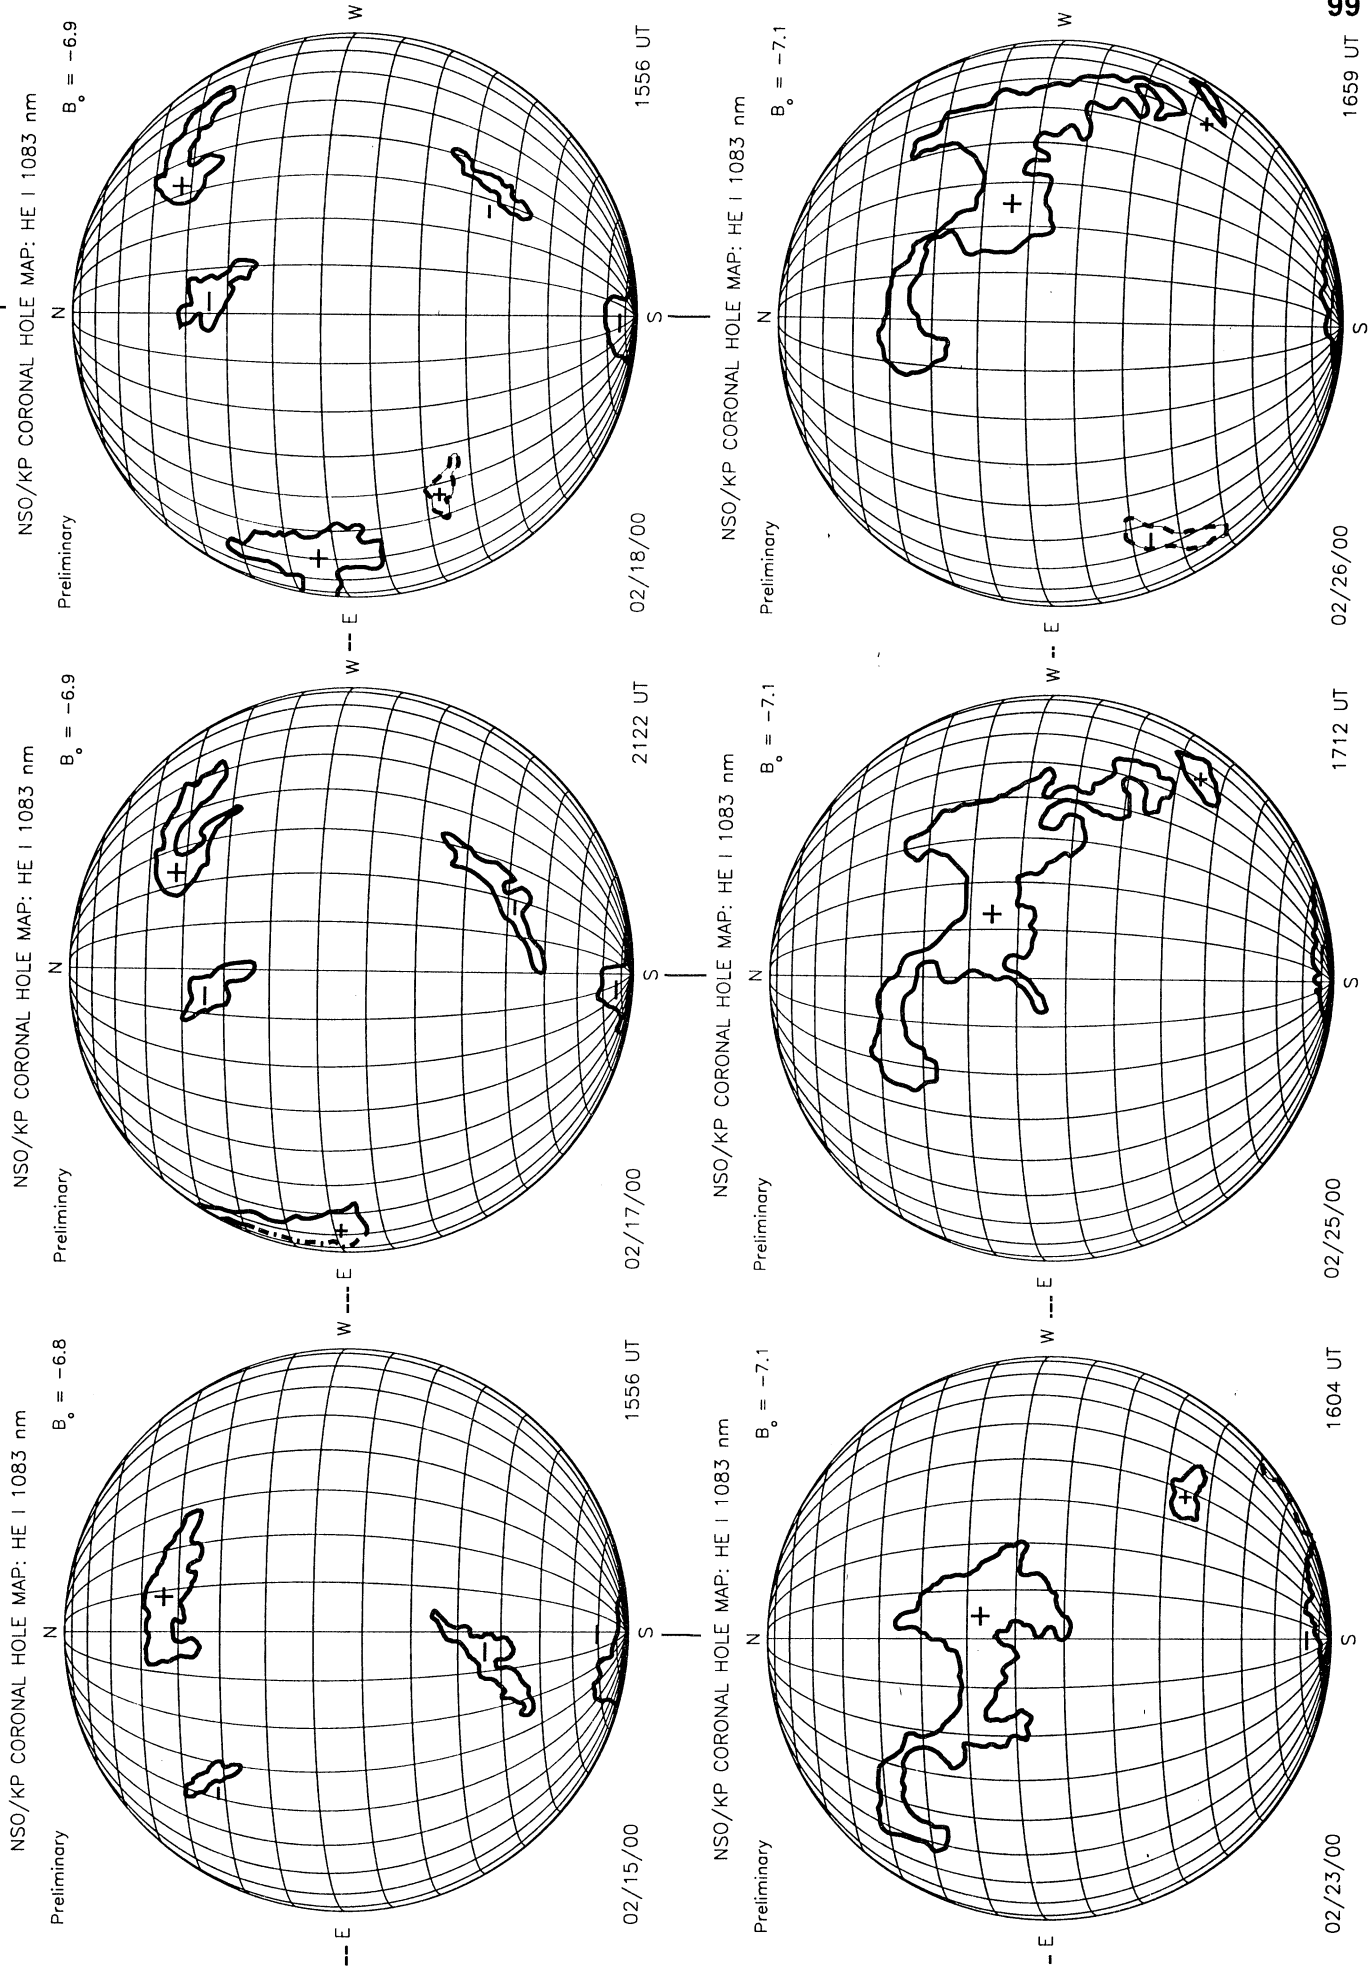 99
NSO/KP CORONAL HOLE MAP: HE I 1083 nm
Preliminary
B₀ = −6.8
N
+
−
−
−
-- E
W
02/15/00
S
1556 UT
NSO/KP CORONAL HOLE MAP: HE I 1083 nm
Preliminary
B₀ = −6.9
N
+
−
+
−
−
--- E
W
02/17/00
S
2122 UT
NSO/KP CORONAL HOLE MAP: HE I 1083 nm
Preliminary
B₀ = −6.9
N
+
−
+
−
+
−
-- E
W
02/18/00
S
1556 UT
NSO/KP CORONAL HOLE MAP: HE I 1083 nm
Preliminary
B₀ = −7.1
N
+
+
−
- E
W
02/23/00
S
1604 UT
NSO/KP CORONAL HOLE MAP: HE I 1083 nm
Preliminary
B₀ = −7.1
N
+
+
--- E
W
02/25/00
S
1712 UT
NSO/KP CORONAL HOLE MAP: HE I 1083 nm
Preliminary
B₀ = −7.1
N
+
+
−
-- E
W
02/26/00
S
1659 UT